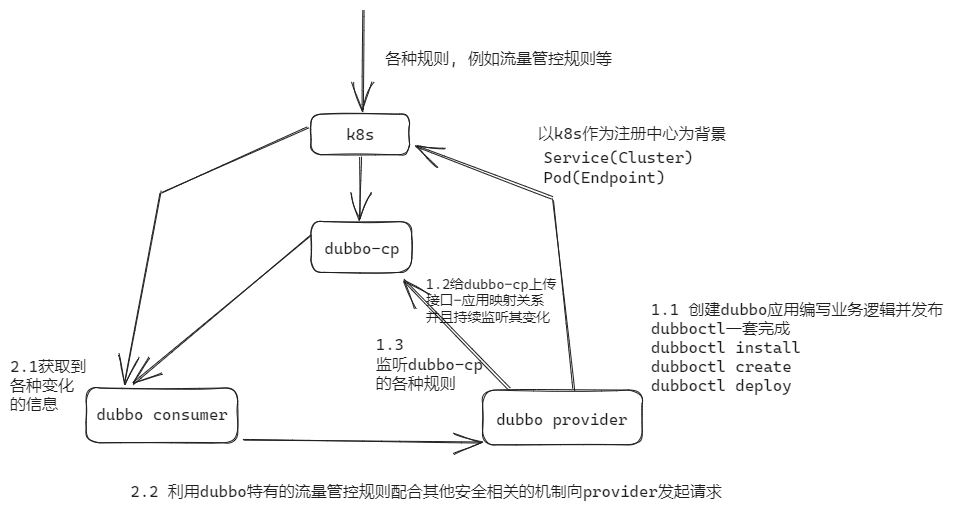 各种规则, 例如流量管控规则等
k8s
以k8s作为注册中心为背景
Service(Cluster)
Pod(Endpoint)
dubbo-cp
1.2给dubbo-cp上传
接口-应用映射关系
并且持续监听其变化
1.1 创建dubbo应用编写业务逻辑并发布
dubboctl一套完成
dubboctl install
dubboctl create
dubboctl deploy
1.3
监听dubbo-cp
的各种规则
2.1获取到
各种变化
的信息
dubbo consumer
dubbo provider
2.2 利用dubbo特有的流量管控规则配合其他安全相关的机制向provider发起请求